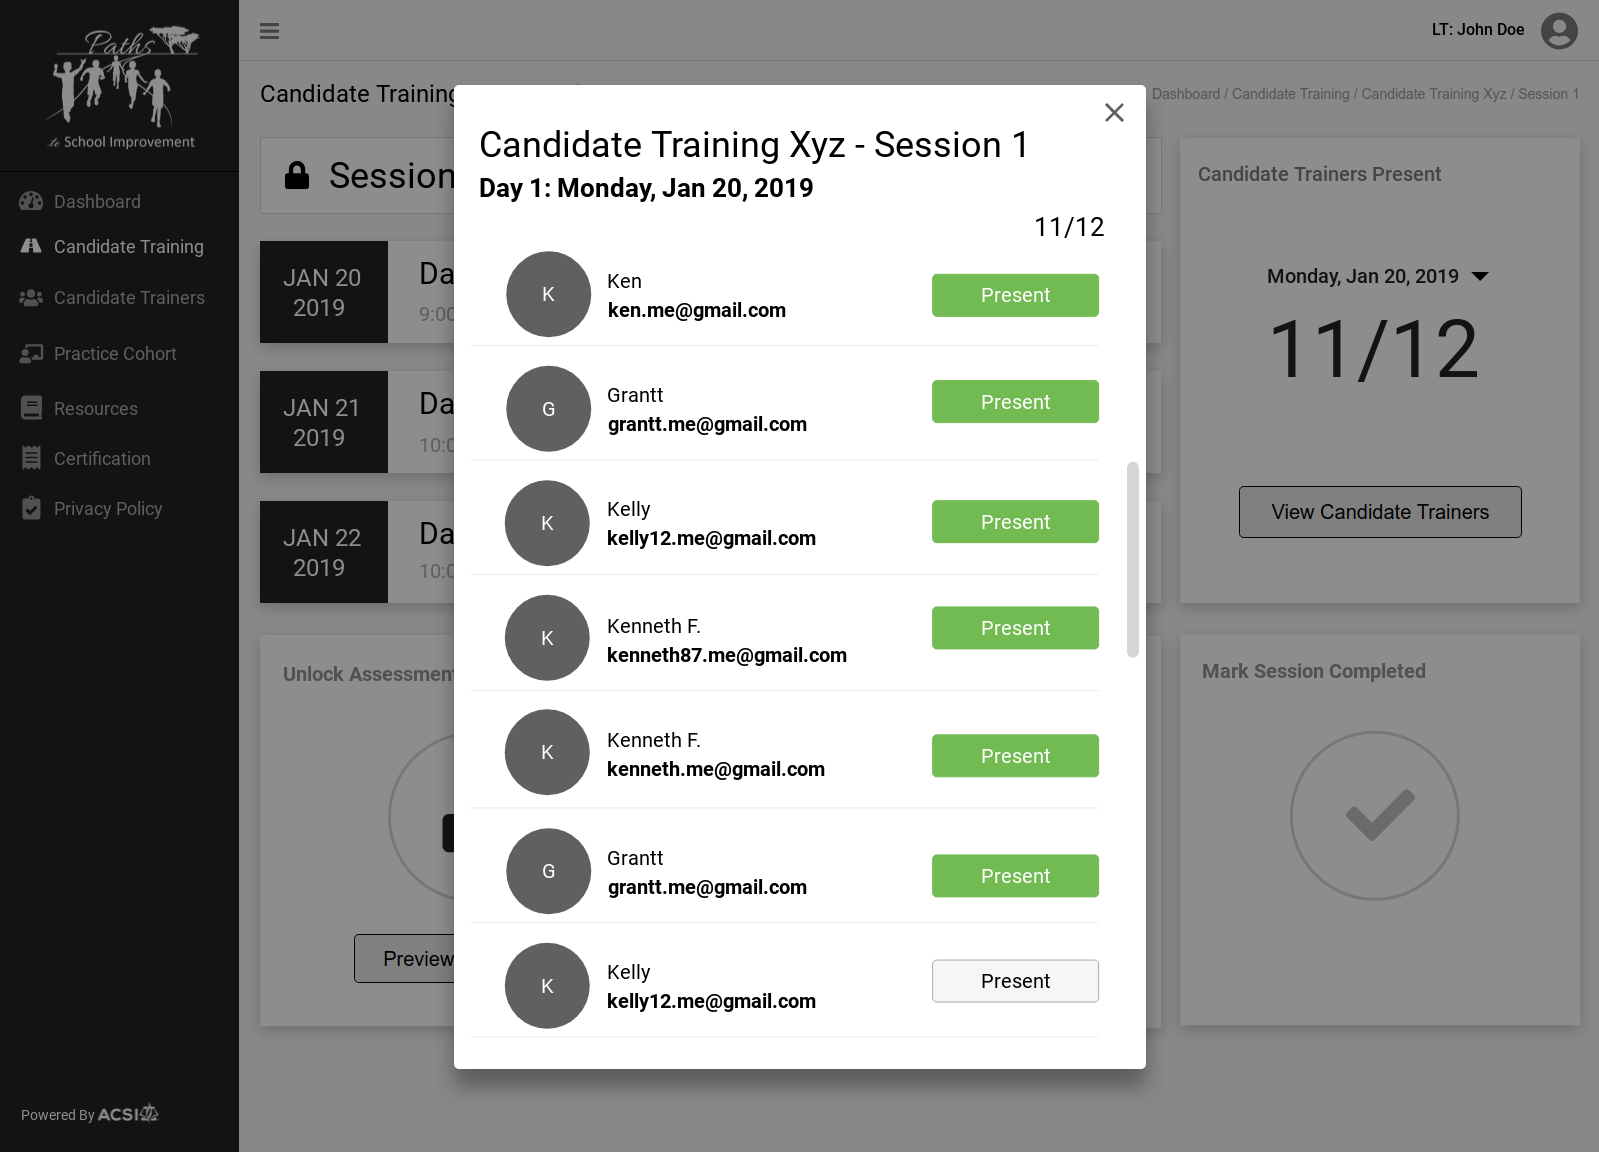 Paths
to School Improvement
Dashboard
Candidate Training
Candidate Trainers
Practice Cohort
Resources
Certification
Privacy Policy
Powered By ACSI
LT: John Doe
Candidate Training
Dashboard / Candidate Training / Candidate Training Xyz / Session 1
Session
JAN 20
2019
Da
9:00
JAN 21
2019
Da
10:0
JAN 22
2019
Da
10:0
Unlock Assessment
Preview
Candidate Training Xyz - Session 1
Day 1: Monday, Jan 20, 2019
11/12
K
Ken
ken.me@gmail.com
Present
G
Grantt
grantt.me@gmail.com
Present
K
Kelly
kelly12.me@gmail.com
Present
K
Kenneth F.
kenneth87.me@gmail.com
Present
K
Kenneth F.
kenneth.me@gmail.com
Present
G
Grantt
grantt.me@gmail.com
Present
K
Kelly
kelly12.me@gmail.com
Present
Candidate Trainers Present
Monday, Jan 20, 2019
11/12
View Candidate Trainers
Mark Session Completed